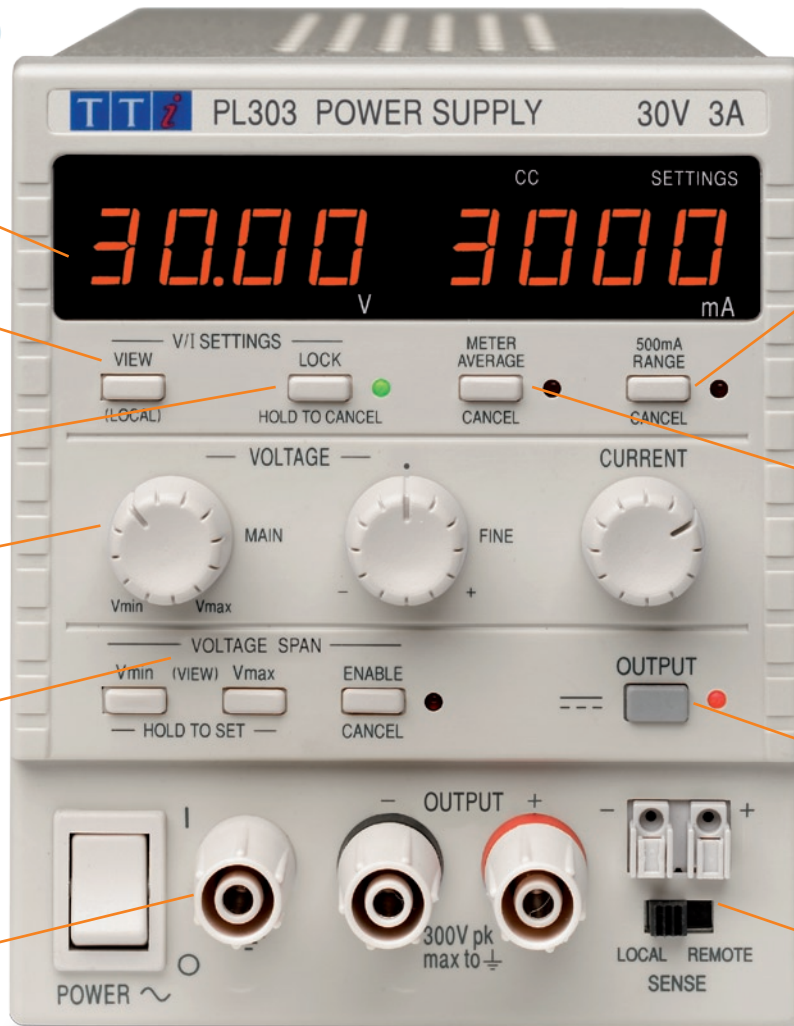 TTi PL303 POWER SUPPLY 30V 3A
CC SETTINGS
30.00 3000
V mA
V/I SETTINGS
VIEW LOCK
METER AVERAGE
500mA RANGE
(LOCAL) HOLD TO CANCEL CANCEL CANCEL
VOLTAGE CURRENT
MAIN FINE
Vmin Vmax - +
VOLTAGE SPAN
Vmin (VIEW) Vmax ENABLE OUTPUT
HOLD TO SET CANCEL
- OUTPUT + - +
I
300V pk
max to
O
LOCAL REMOTE
POWER SENSE